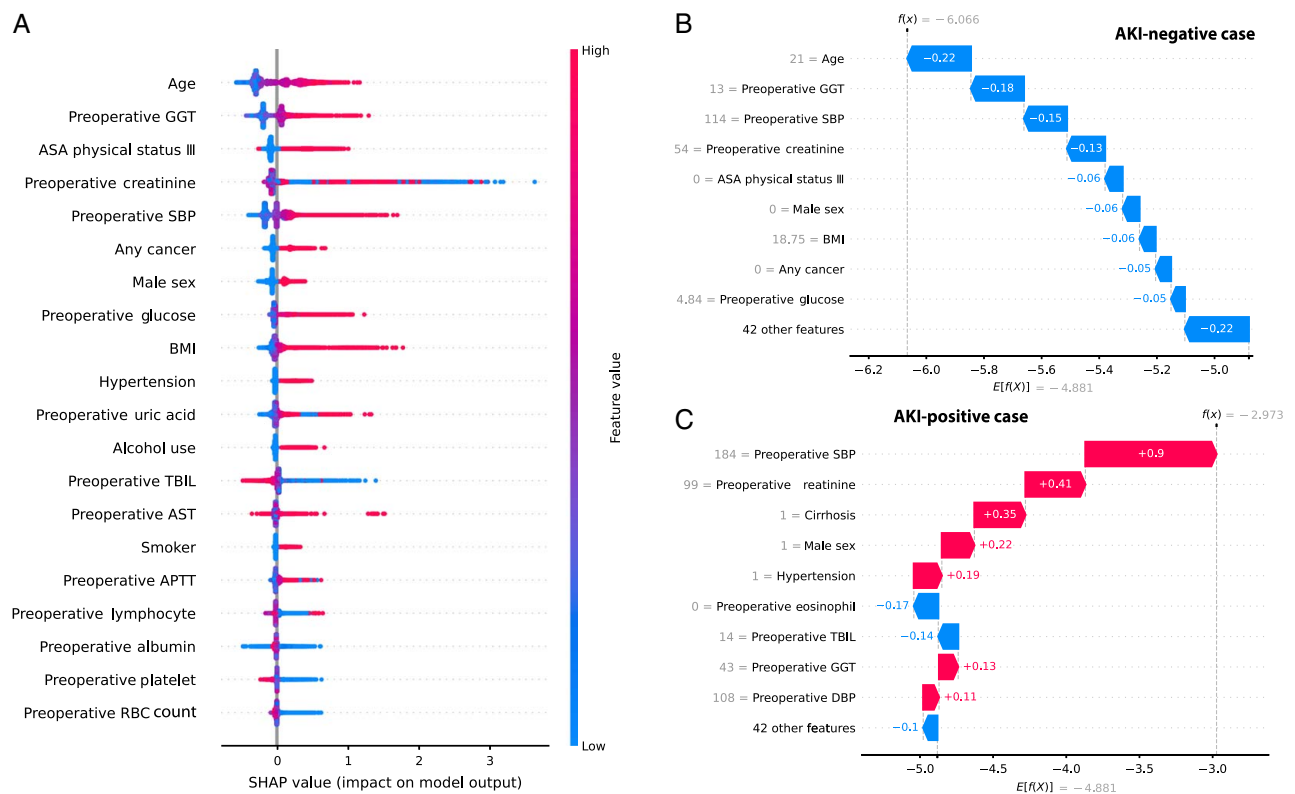 A
High
Age
Preoperative GGT
ASA physical status Ⅲ
Preoperative creatinine
Preoperative SBP
Any cancer
Male sex
Preoperative glucose
BMI
Hypertension
Preoperative uric acid
Alcohol use
Preoperative TBIL
Preoperative AST
Smoker
Preoperative APTT
Preoperative lymphocyte
Preoperative albumin
Preoperative platelet
Preoperative RBC count
Low
Feature value
0 1 2 3
SHAP value (impact on model output)
B
f(x) = −6.066
AKI-negative case
21 = Age −0.22
13 = Preoperative GGT −0.18
114 = Preoperative SBP −0.15
54 = Preoperative creatinine −0.13
0 = ASA physical status Ⅲ −0.06
0 = Male sex −0.06
18.75 = BMI −0.06
0 = Any cancer −0.05
4.84 = Preoperative glucose −0.05
42 other features −0.22
−6.2 −6.0 −5.8 −5.6 −5.4 −5.2 −5.0
E[f(X)] = −4.881
C
AKI-positive case
f(x) = −2.973
184 = Preoperative SBP +0.9
99 = Preoperative reatinine +0.41
1 = Cirrhosis +0.35
1 = Male sex +0.22
1 = Hypertension +0.19
0 = Preoperative eosinophil −0.17
14 = Preoperative TBIL −0.14
43 = Preoperative GGT +0.13
108 = Preoperative DBP +0.11
42 other features −0.1
−5.0 −4.5 −4.0 −3.5 −3.0
E[f(X)] = −4.881